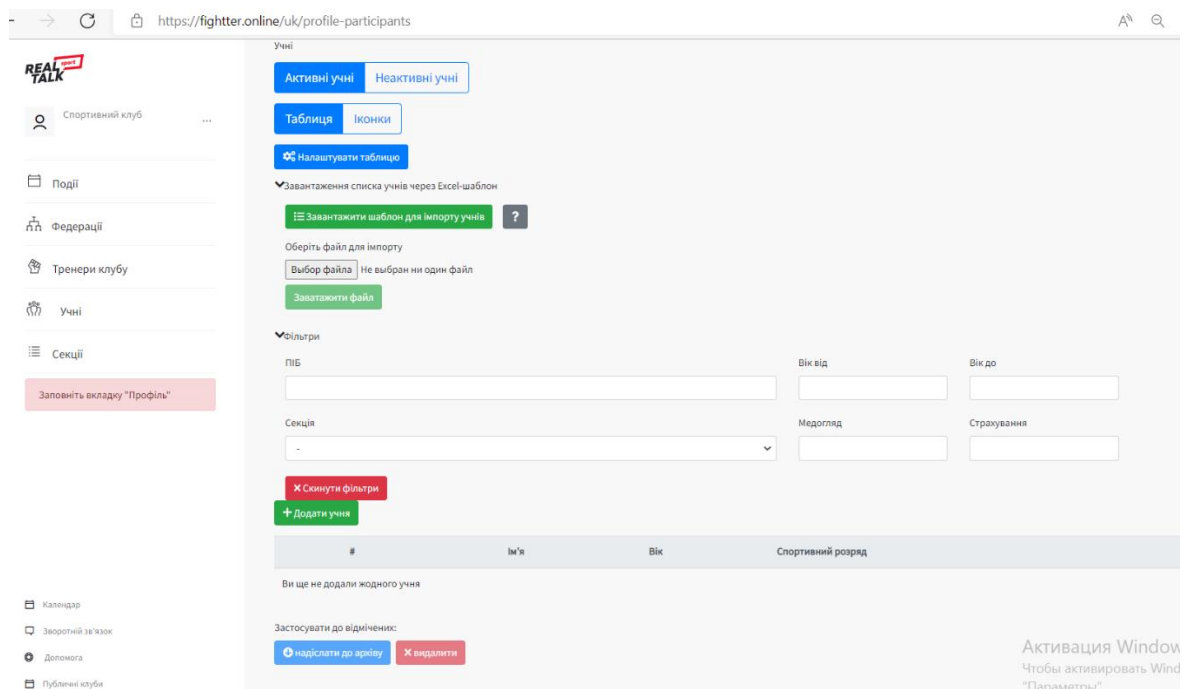 https://fightter.online/uk/profile-participants
REAL sport
TALK
Спортивний клуб
...
Події
Федерації
Тренери клубу
Учні
Секції
Заповніть вкладку "Профіль"
Календар
Зворотній зв'язок
Допомога
Публичні клуби
Учні
Активні учні Неактивні учні
Таблиця Іконки
Налаштувати таблицю
Завантаження списка учнів через Excel-шаблон
Завантажити шаблон для імпорту учнів ?
Оберіть файл для імпорту
Выбор файла Не выбран ни один файл
Заватажити файл
Фільтри
ПІБ Вік від Вік до
Секція Медогляд Страхування
-
Скинути фільтри
Додати учня
# Ім'я Вік Спортивний розряд
Ви ще не додали жодного учня
Застосувати до відмічених:
надіслати до архіву видалити
Активация Window
Чтобы активировать Wind
"Параметры"